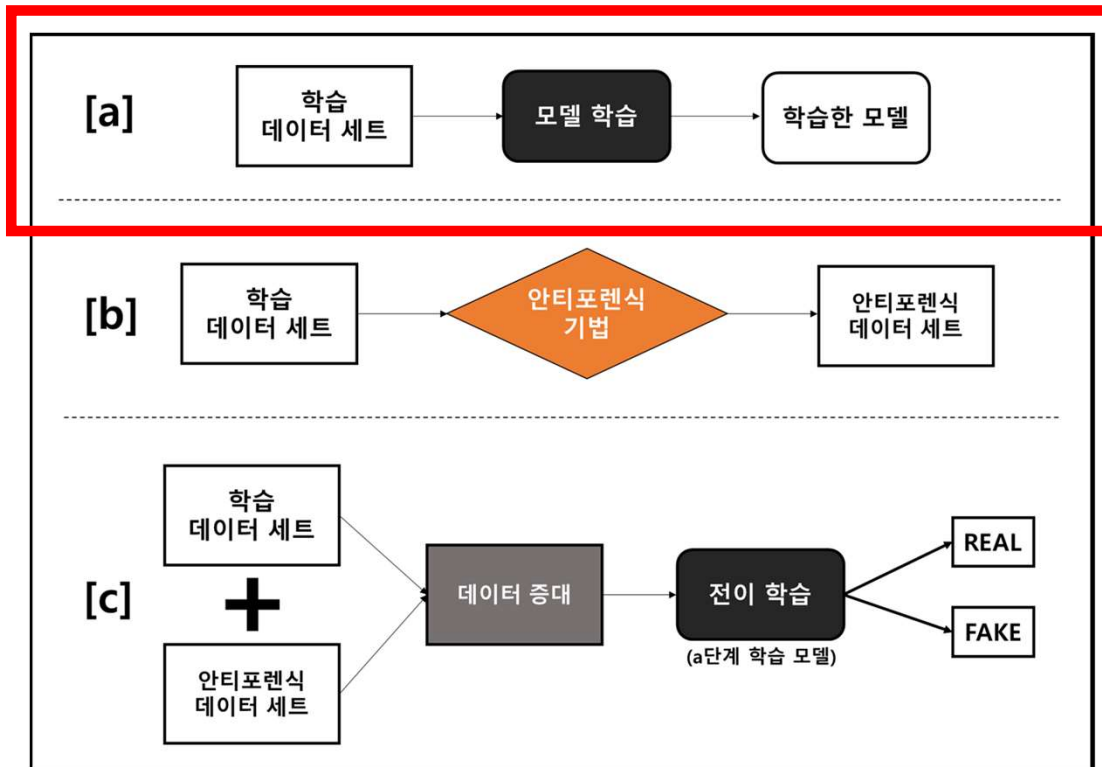 [a]
학습
데이터 세트
모델 학습
학습한 모델
[b]
학습
데이터 세트
안티포렌식
기법
안티포렌식
데이터 세트
[c]
학습
데이터 세트
+
안티포렌식
데이터 세트
데이터 증대
전이 학습
(a단계 학습 모델)
REAL
FAKE